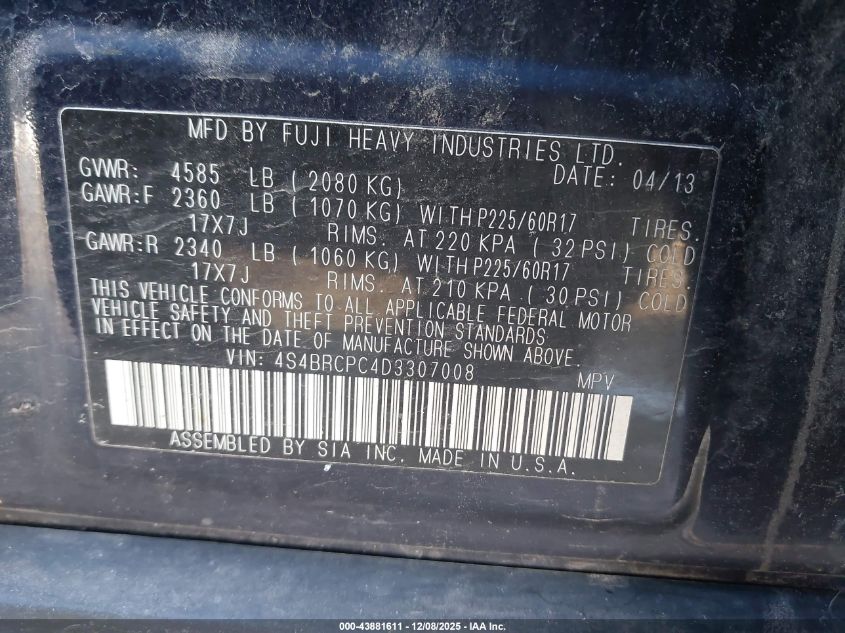 MFD BY FUJI HEAVY INDUSTRIES LTD.
GVWR: 4585 LB ( 2080 KG) DATE: 04/13
GAWR:F 2360 LB ( 1070 KG) WITH P225/60R17 TIRES.
17X7J RIMS. AT 220 KPA ( 32 PSI) COLD
GAWR:R 2340 LB ( 1060 KG) WITH P225/60R17 TIRES.
17X7J RIMS. AT 210 KPA ( 30 PSI) COLD
THIS VEHICLE CONFORMS TO ALL APPLICABLE FEDERAL MOTOR
VEHICLE SAFETY AND THEFT PREVENTION STANDARDS
IN EFFECT ON THE DATE OF MANUFACTURE SHOWN ABOVE.
VIN: 4S4BRCPC4D3307008 MPV
ASSEMBLED BY SIA INC. MADE IN U.S.A.
000-43881611 - 12/08/2025 - IAA Inc.